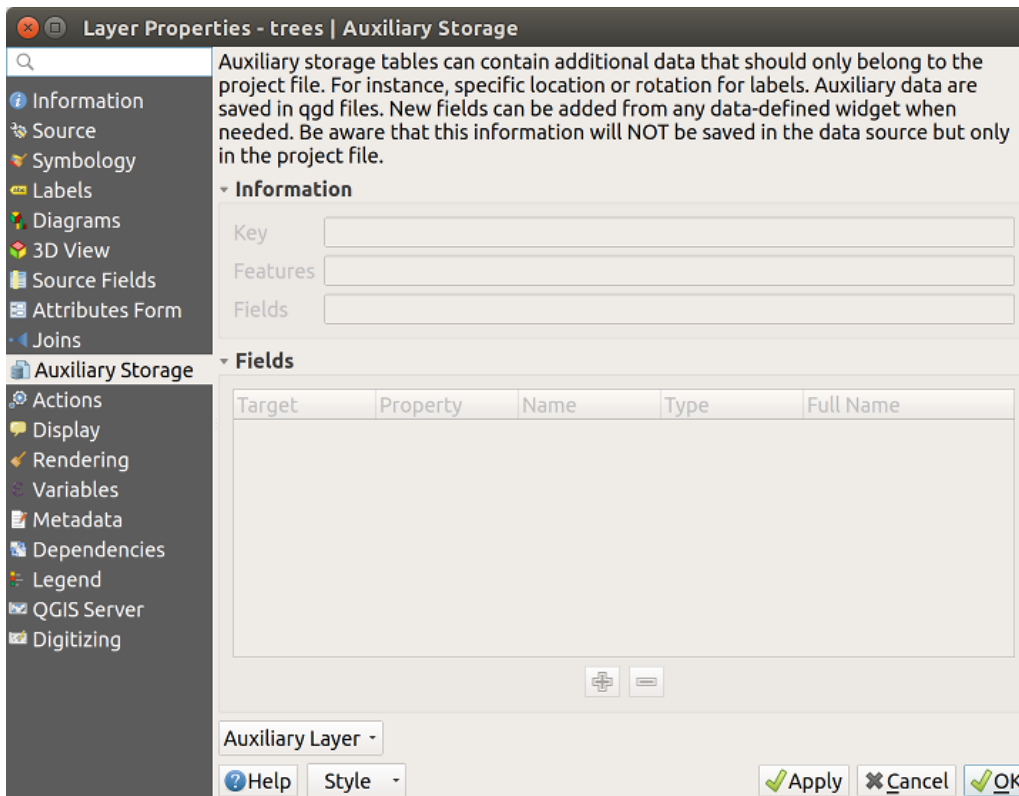 Layer Properties - trees | Auxiliary Storage
Information
Source
Symbology
Labels
Diagrams
3D View
Source Fields
Attributes Form
Joins
Auxiliary Storage
Actions
Display
Rendering
Variables
Metadata
Dependencies
Legend
QGIS Server
Digitizing
Auxiliary storage tables can contain additional data that should only belong to the
project file. For instance, specific location or rotation for labels. Auxiliary data are
saved in qgd files. New fields can be added from any data-defined widget when
needed. Be aware that this information will NOT be saved in the data source but only
in the project file.
Information
Key
Features
Fields
Fields
Target Property Name Type Full Name
Auxiliary Layer
Help Style Apply Cancel OK